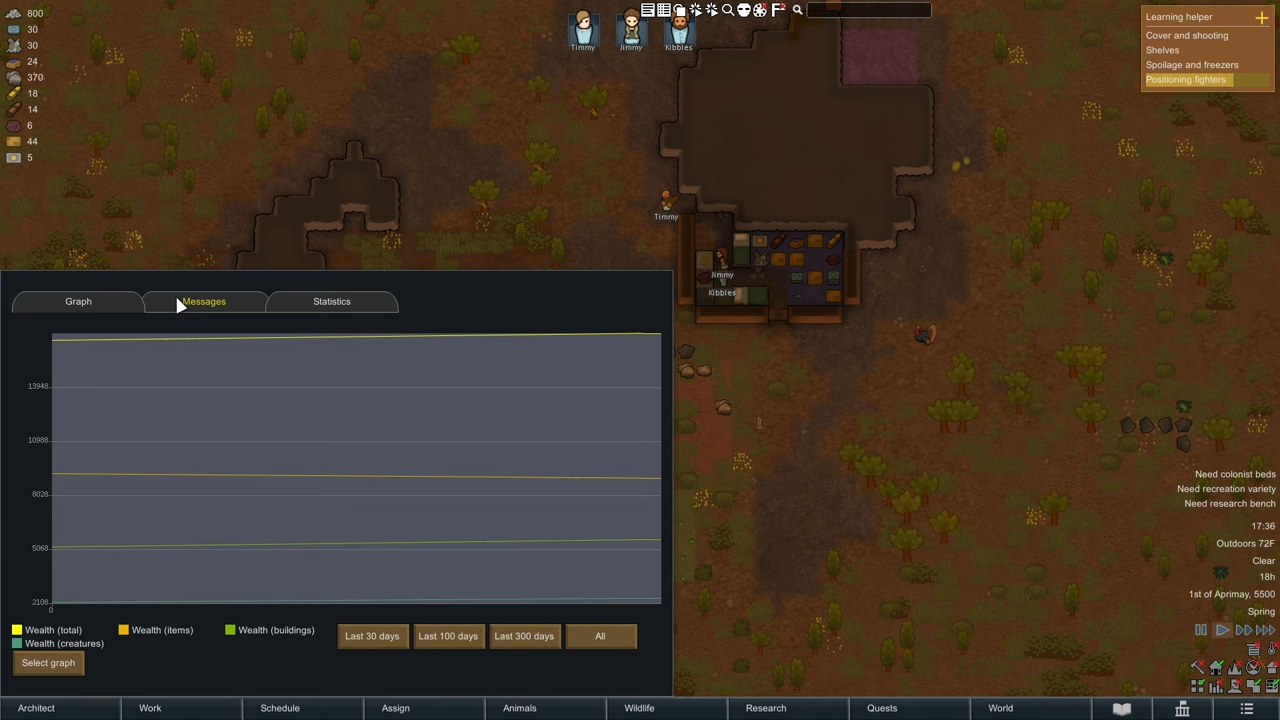 800
30
30
24
370
18
14
6
44
5
Timmy
Jimmy
Kibbles
Learning helper
Cover and shooting
Shelves
Spoilage and freezers
Positioning fighters
Timmy
Jimmy
Kibbles
Graph
Messages
Statistics
13948
10988
8028
5068
2108
0
Wealth (total)
Wealth (items)
Wealth (buildings)
Wealth (creatures)
Last 30 days
Last 100 days
Last 300 days
All
Select graph
Need colonist beds
Need recreation variety
Need research bench
17:36
Outdoors 72F
Clear
18h
1st of Aprimay, 5500
Spring
Architect
Work
Schedule
Assign
Animals
Wildlife
Research
Quests
World